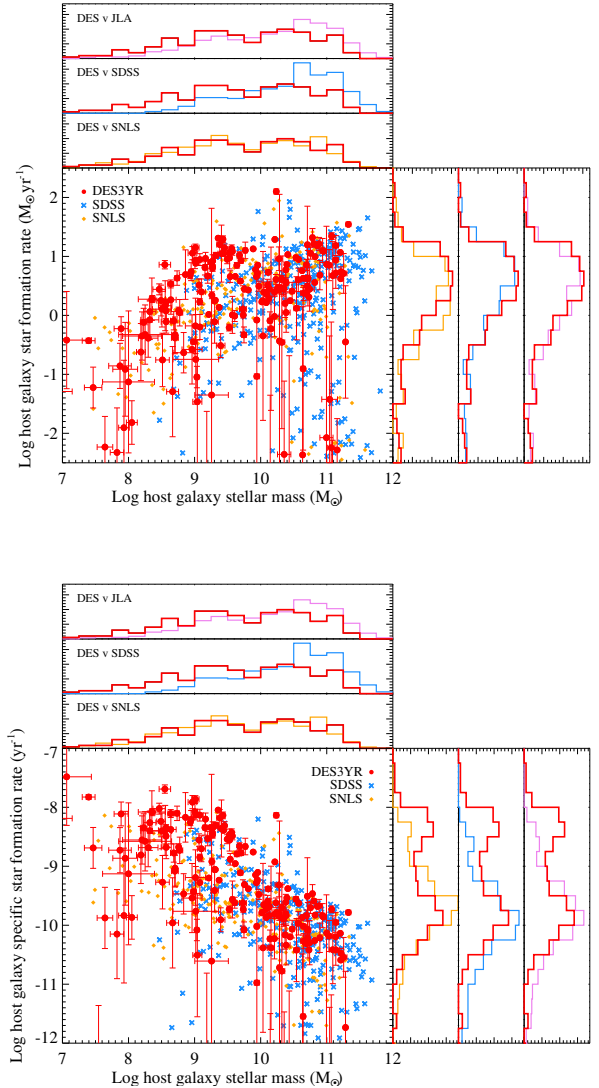 DES v JLA
DES v SDSS
DES v SNLS
Log host galaxy star formation rate (M⊙ yr-1)
2
1
0
-1
-2
DES3YR
SDSS
SNLS
7 8 9 10 11 12
Log host galaxy stellar mass (M⊙)
DES v JLA
DES v SDSS
DES v SNLS
Log host galaxy specific star formation rate (yr-1)
-7
-8
-9
-10
-11
-12
DES3YR
SDSS
SNLS
7 8 9 10 11 12
Log host galaxy stellar mass (M⊙)